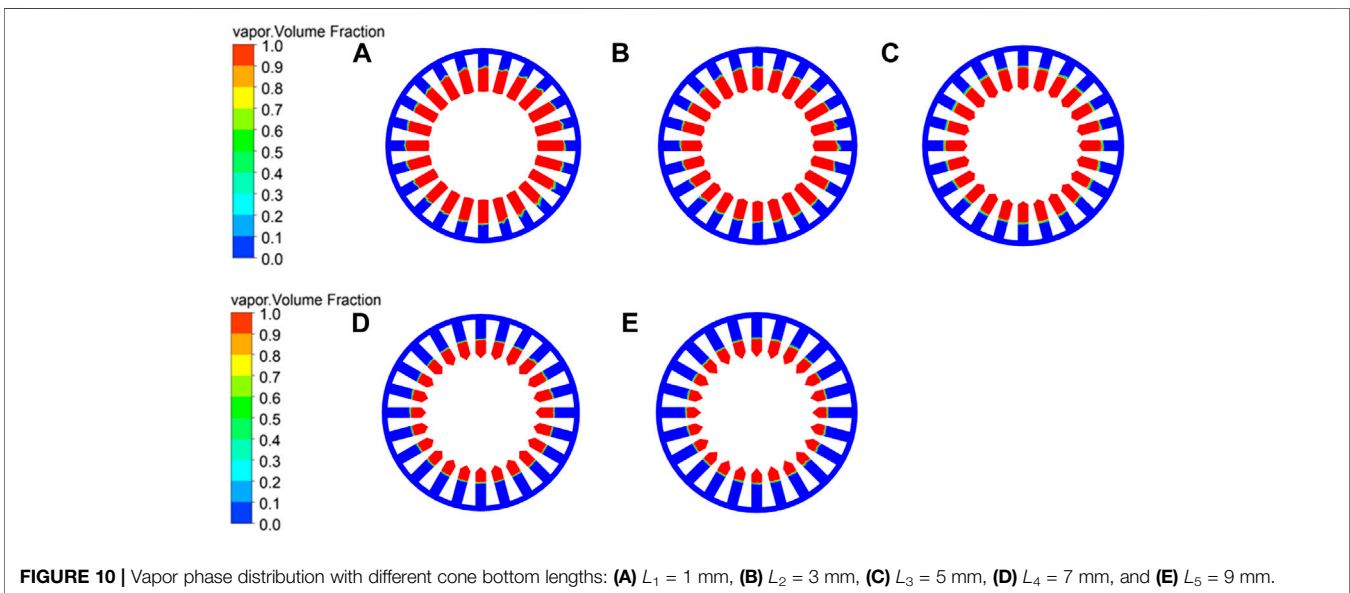 vapor.Volume Fraction
1.0
0.9
0.8
0.7
0.6
0.5
0.4
0.3
0.2
0.1
0.0
A
B
C
vapor.Volume Fraction
1.0
0.9
0.8
0.7
0.6
0.5
0.4
0.3
0.2
0.1
0.0
D
E
FIGURE 10 | Vapor phase distribution with different cone bottom lengths: (A) L₁ = 1 mm, (B) L₂ = 3 mm, (C) L₃ = 5 mm, (D) L₄ = 7 mm, and (E) L₅ = 9 mm.